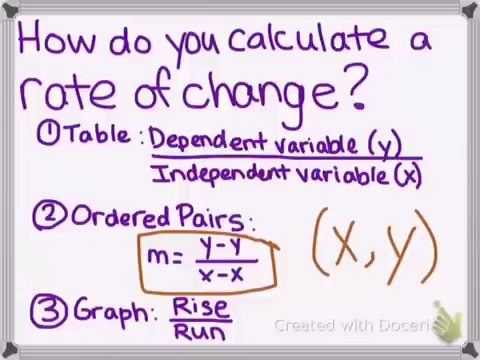 How do you calculate a
rate of change?
① Table: Dependent variable (y)
Independent variable (x)
② Ordered Pairs:
m = y-y
x-x
(x, y)
③ Graph: Rise
Run
Created with Doceri